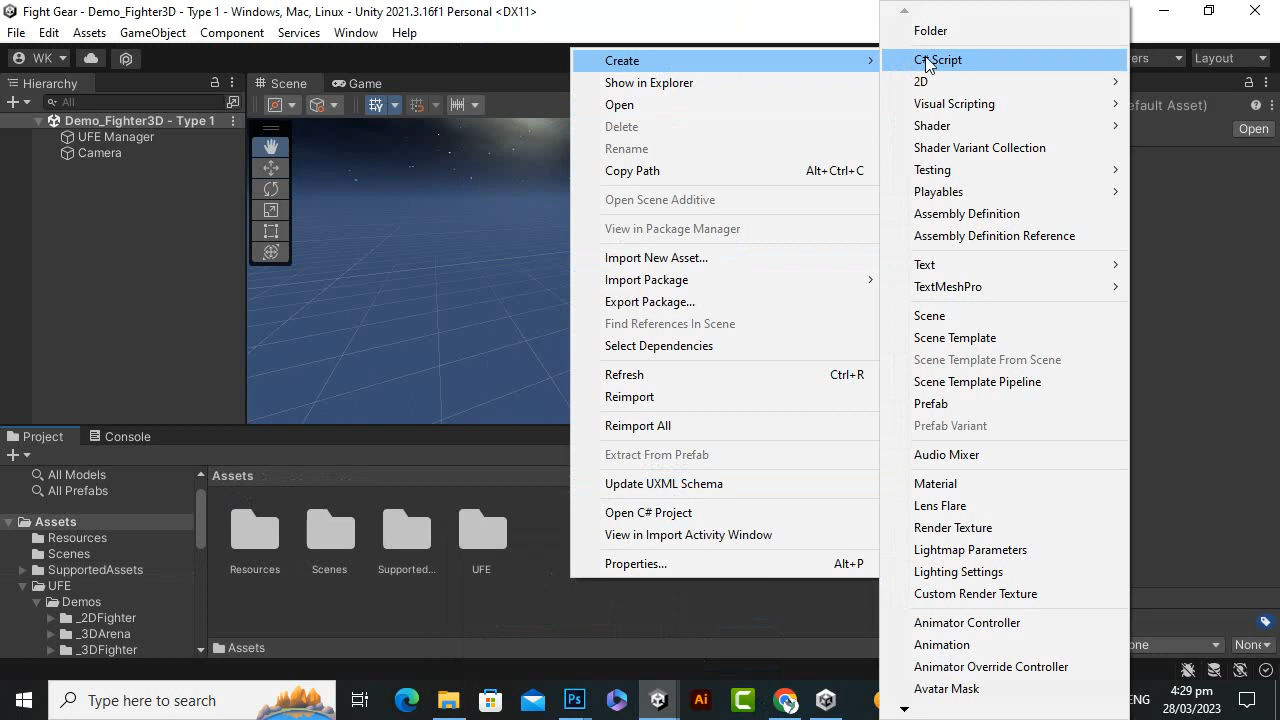 Fight Gear - Demo_Fighter3D - Type 1 - Windows, Mac, Linux - Unity 2021.3.16f1 Personal <DX11>
File Edit Assets GameObject Component Services Window Help
WK
Layout
Hierarchy
All
Demo_Fighter3D - Type 1
UFE Manager
Camera
Scene Game
Create
Show in Explorer
Open
Delete
Rename
Copy Path Alt+Ctrl+C
Open Scene Additive
View in Package Manager
Import New Asset...
Import Package
Export Package...
Find References In Scene
Select Dependencies
Refresh Ctrl+R
Reimport
Reimport All
Extract From Prefab
Update UXML Schema
Open C# Project
View in Import Activity Window
Properties... Alt+P
Folder
C# Script
2D
Visual Scripting
Shader
Shader Variant Collection
Testing
Playables
Assembly Definition
Assembly Definition Reference
Text
TextMeshPro
Scene
Scene Template
Scene Template From Scene
Scene Template Pipeline
Prefab
Prefab Variant
Audio Mixer
Material
Lens Flare
Render Texture
Lightmap Parameters
Lighting Settings
Custom Render Texture
Animator Controller
Animation
Animator Override Controller
Avatar Mask
ers
efault Asset)
Open
Project Console
All Models
All Prefabs
Assets
Resources
Scenes
SupportedAssets
UFE
Demos
_2DFighter
_3DArena
_3DFighter
Assets
Resources Scenes Supported... UFE
Assets
one
None
Type here to search
Ps
Ai
ENG
4:29 pm
28/03/2023